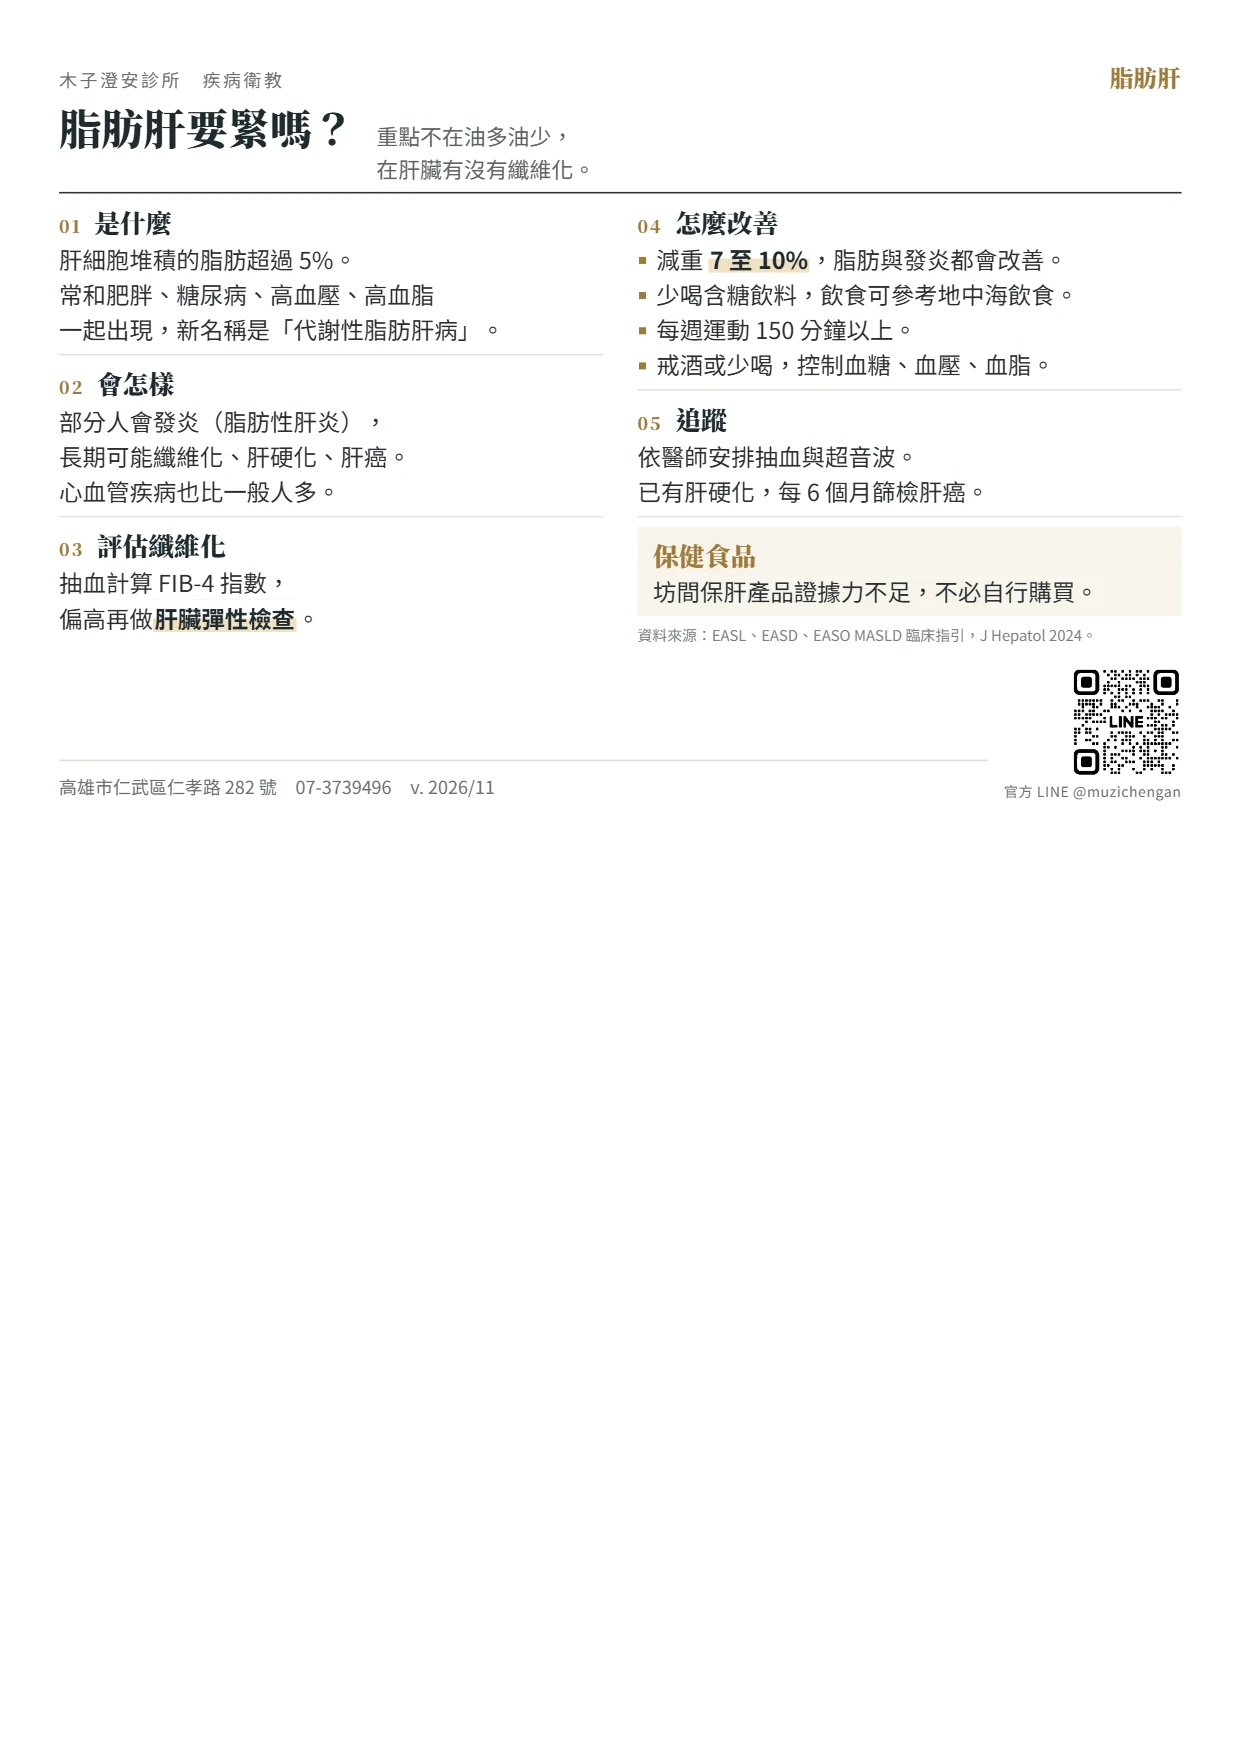 木子澄安診所　疾病衛教
脂肪肝
脂肪肝要緊嗎？
重點不在油多油少，
在肝臟有沒有纖維化。
01 是什麼
肝細胞堆積的脂肪超過 5%。
常和肥胖、糖尿病、高血壓、高血脂
一起出現，新名稱是「代謝性脂肪肝病」。
02 會怎樣
部分人會發炎（脂肪性肝炎），
長期可能纖維化、肝硬化、肝癌。
心血管疾病也比一般人多。
03 評估纖維化
抽血計算 FIB-4 指數，
偏高再做肝臟彈性檢查。
04 怎麼改善
▪ 減重 7 至 10%，脂肪與發炎都會改善。
▪ 少喝含糖飲料，飲食可參考地中海飲食。
▪ 每週運動 150 分鐘以上。
▪ 戒酒或少喝，控制血糖、血壓、血脂。
05 追蹤
依醫師安排抽血與超音波。
已有肝硬化，每 6 個月篩檢肝癌。
保健食品
坊間保肝產品證據力不足，不必自行購買。
資料來源：EASL、EASD、EASO MASLD 臨床指引，J Hepatol 2024。
LINE
高雄市仁武區仁孝路 282 號　07-3739496　v. 2026/11
官方 LINE @muzichengan